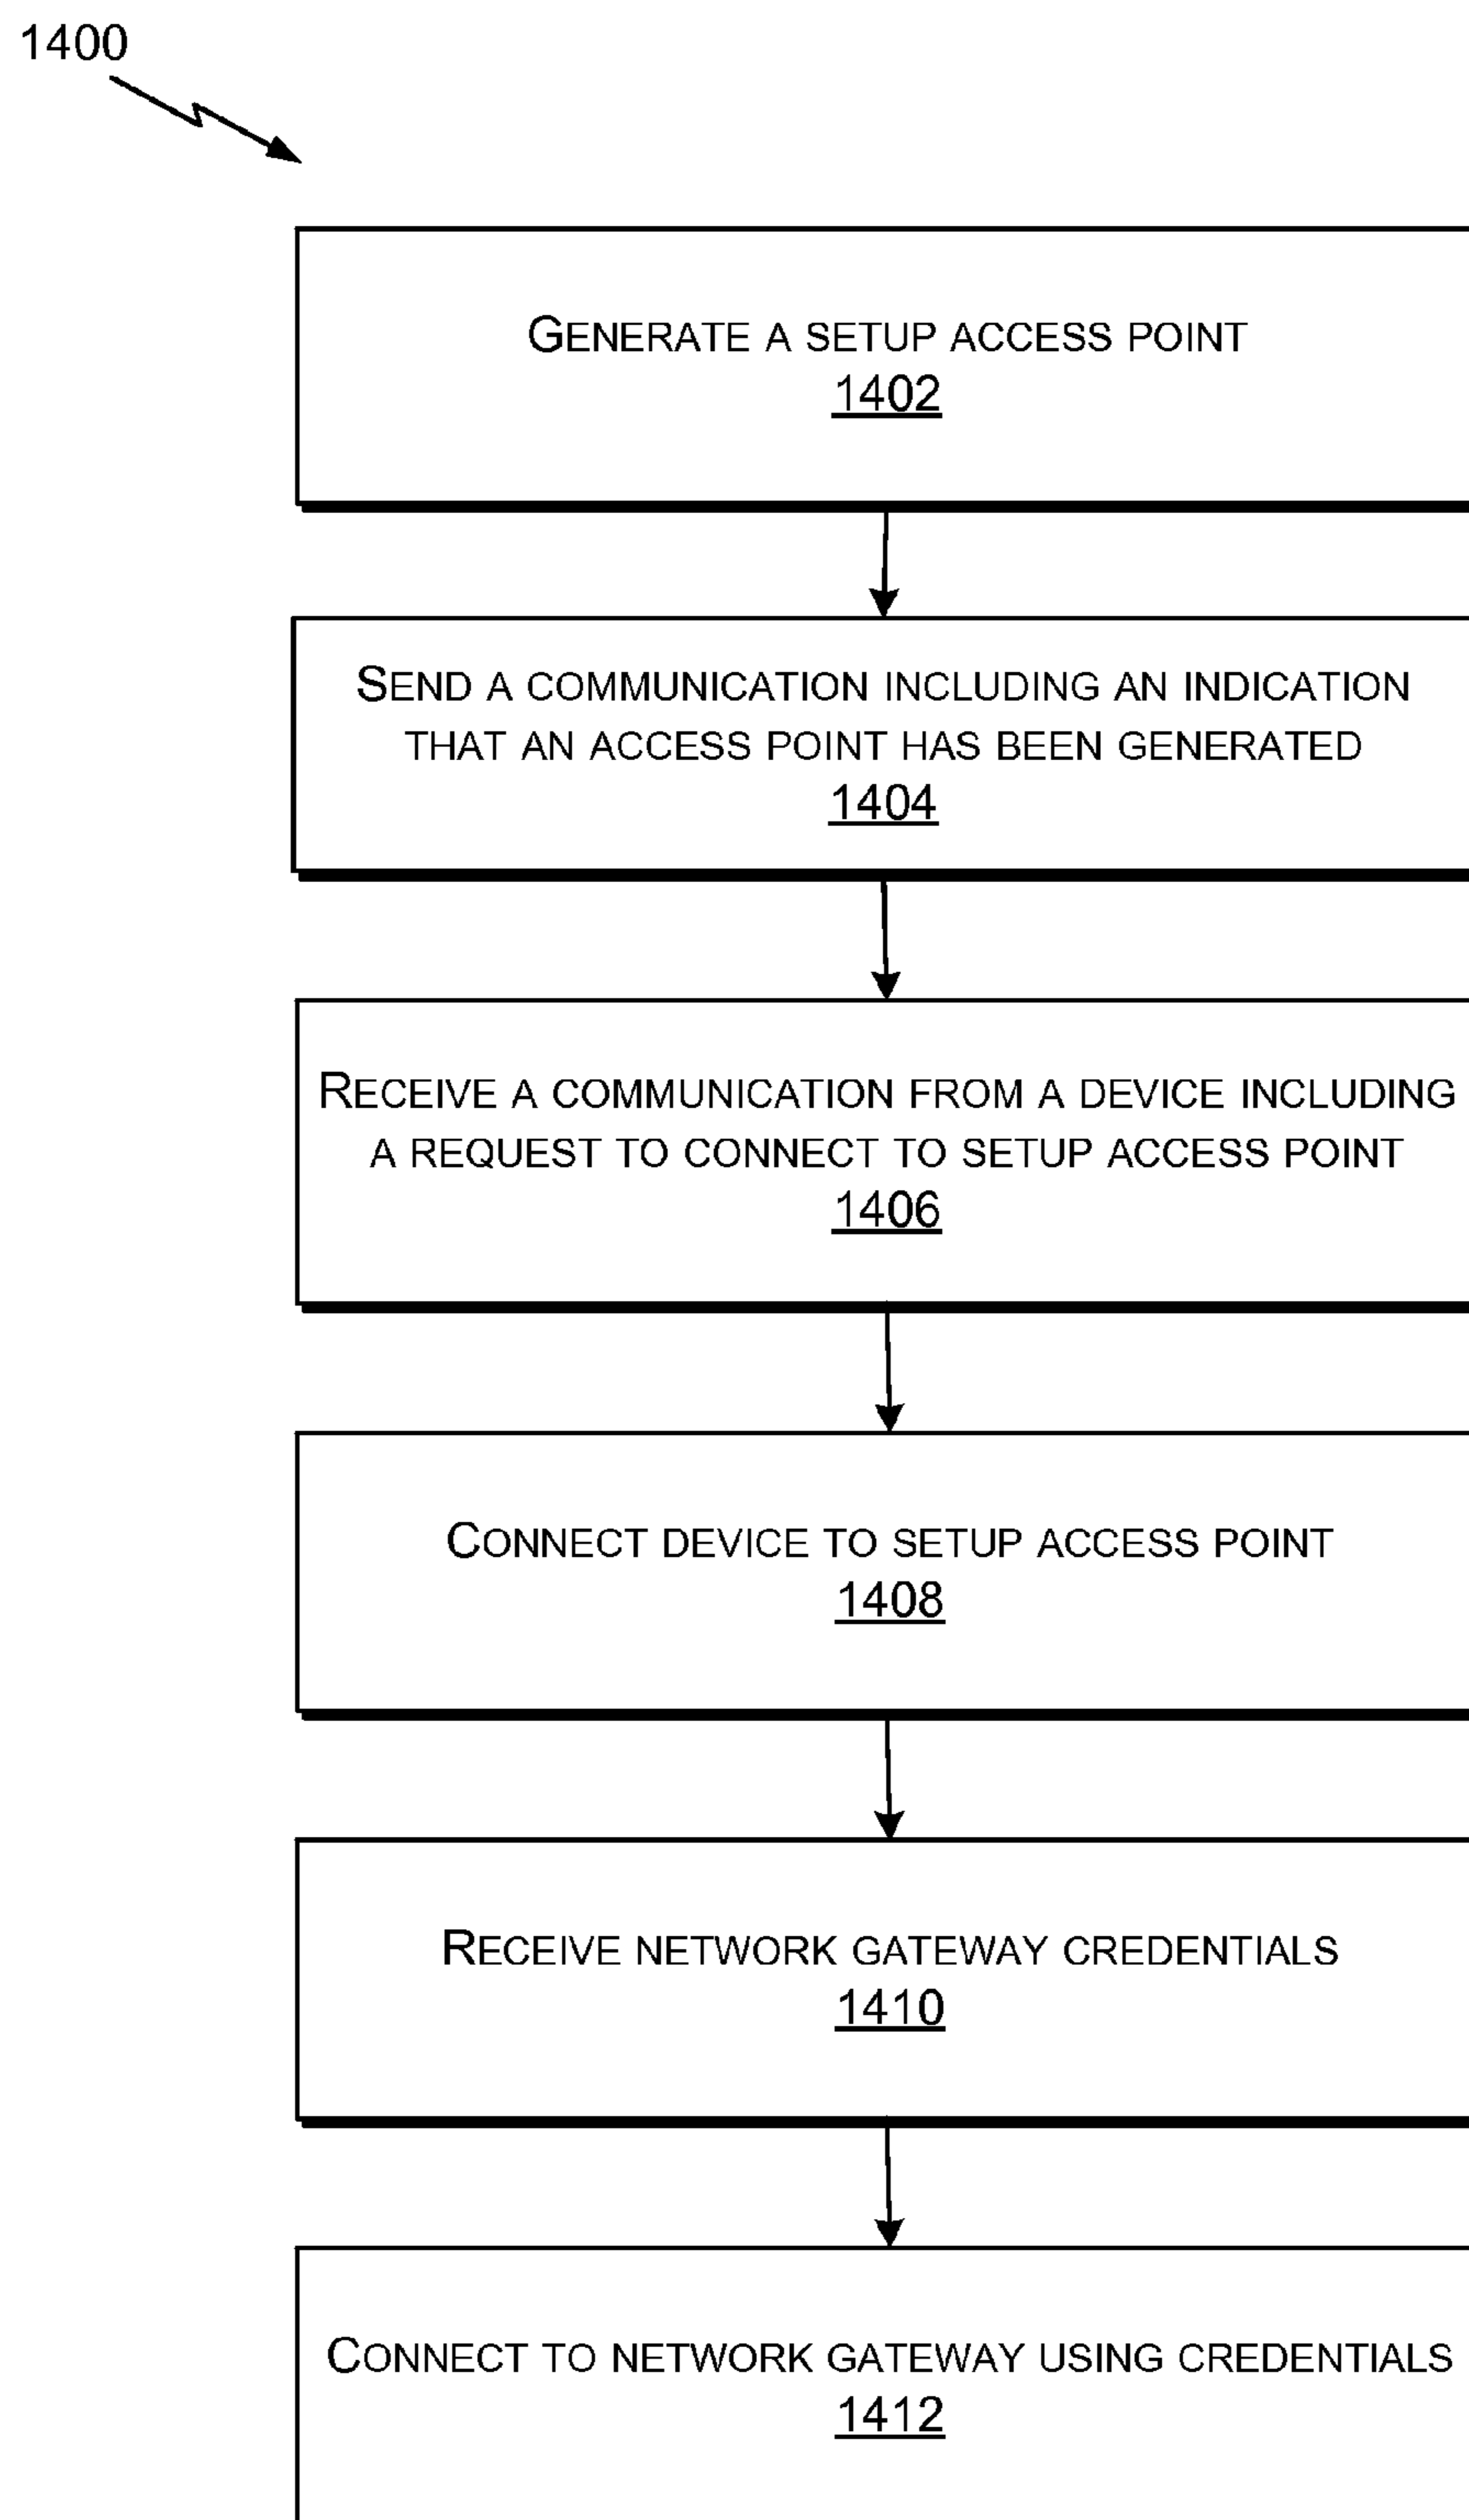 1400
GENERATE A SETUP ACCESS POINT
1402
SEND A COMMUNICATION INCLUDING AN INDICATION
THAT AN ACCESS POINT HAS BEEN GENERATED
1404
RECEIVE A COMMUNICATION FROM A DEVICE INCLUDING
A REQUEST TO CONNECT TO SETUP ACCESS POINT
1406
CONNECT DEVICE TO SETUP ACCESS POINT
1408
RECEIVE NETWORK GATEWAY CREDENTIALS
1410
CONNECT TO NETWORK GATEWAY USING CREDENTIALS
1412